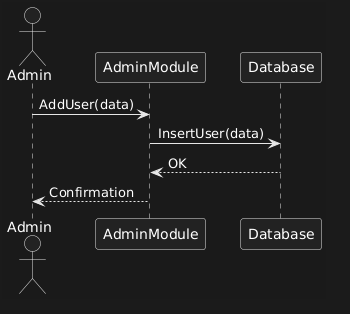 Admin
AdminModule
Database
AddUser(data)
InsertUser(data)
OK
Confirmation
Admin
AdminModule
Database